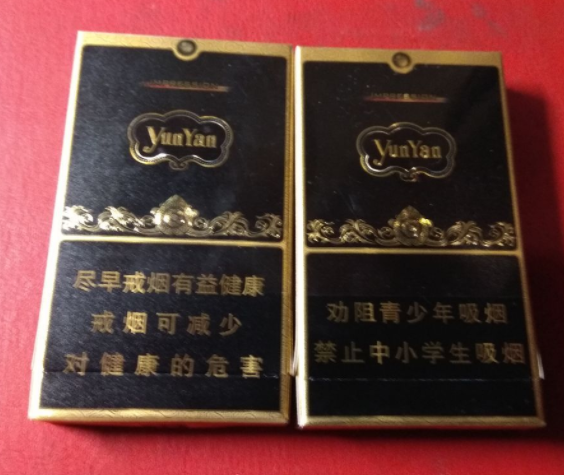 YunYan
尽早戒烟有益健康
戒烟可减少
对健康的危害
YunYan
劝阻青少年吸烟
禁止中小学生吸烟